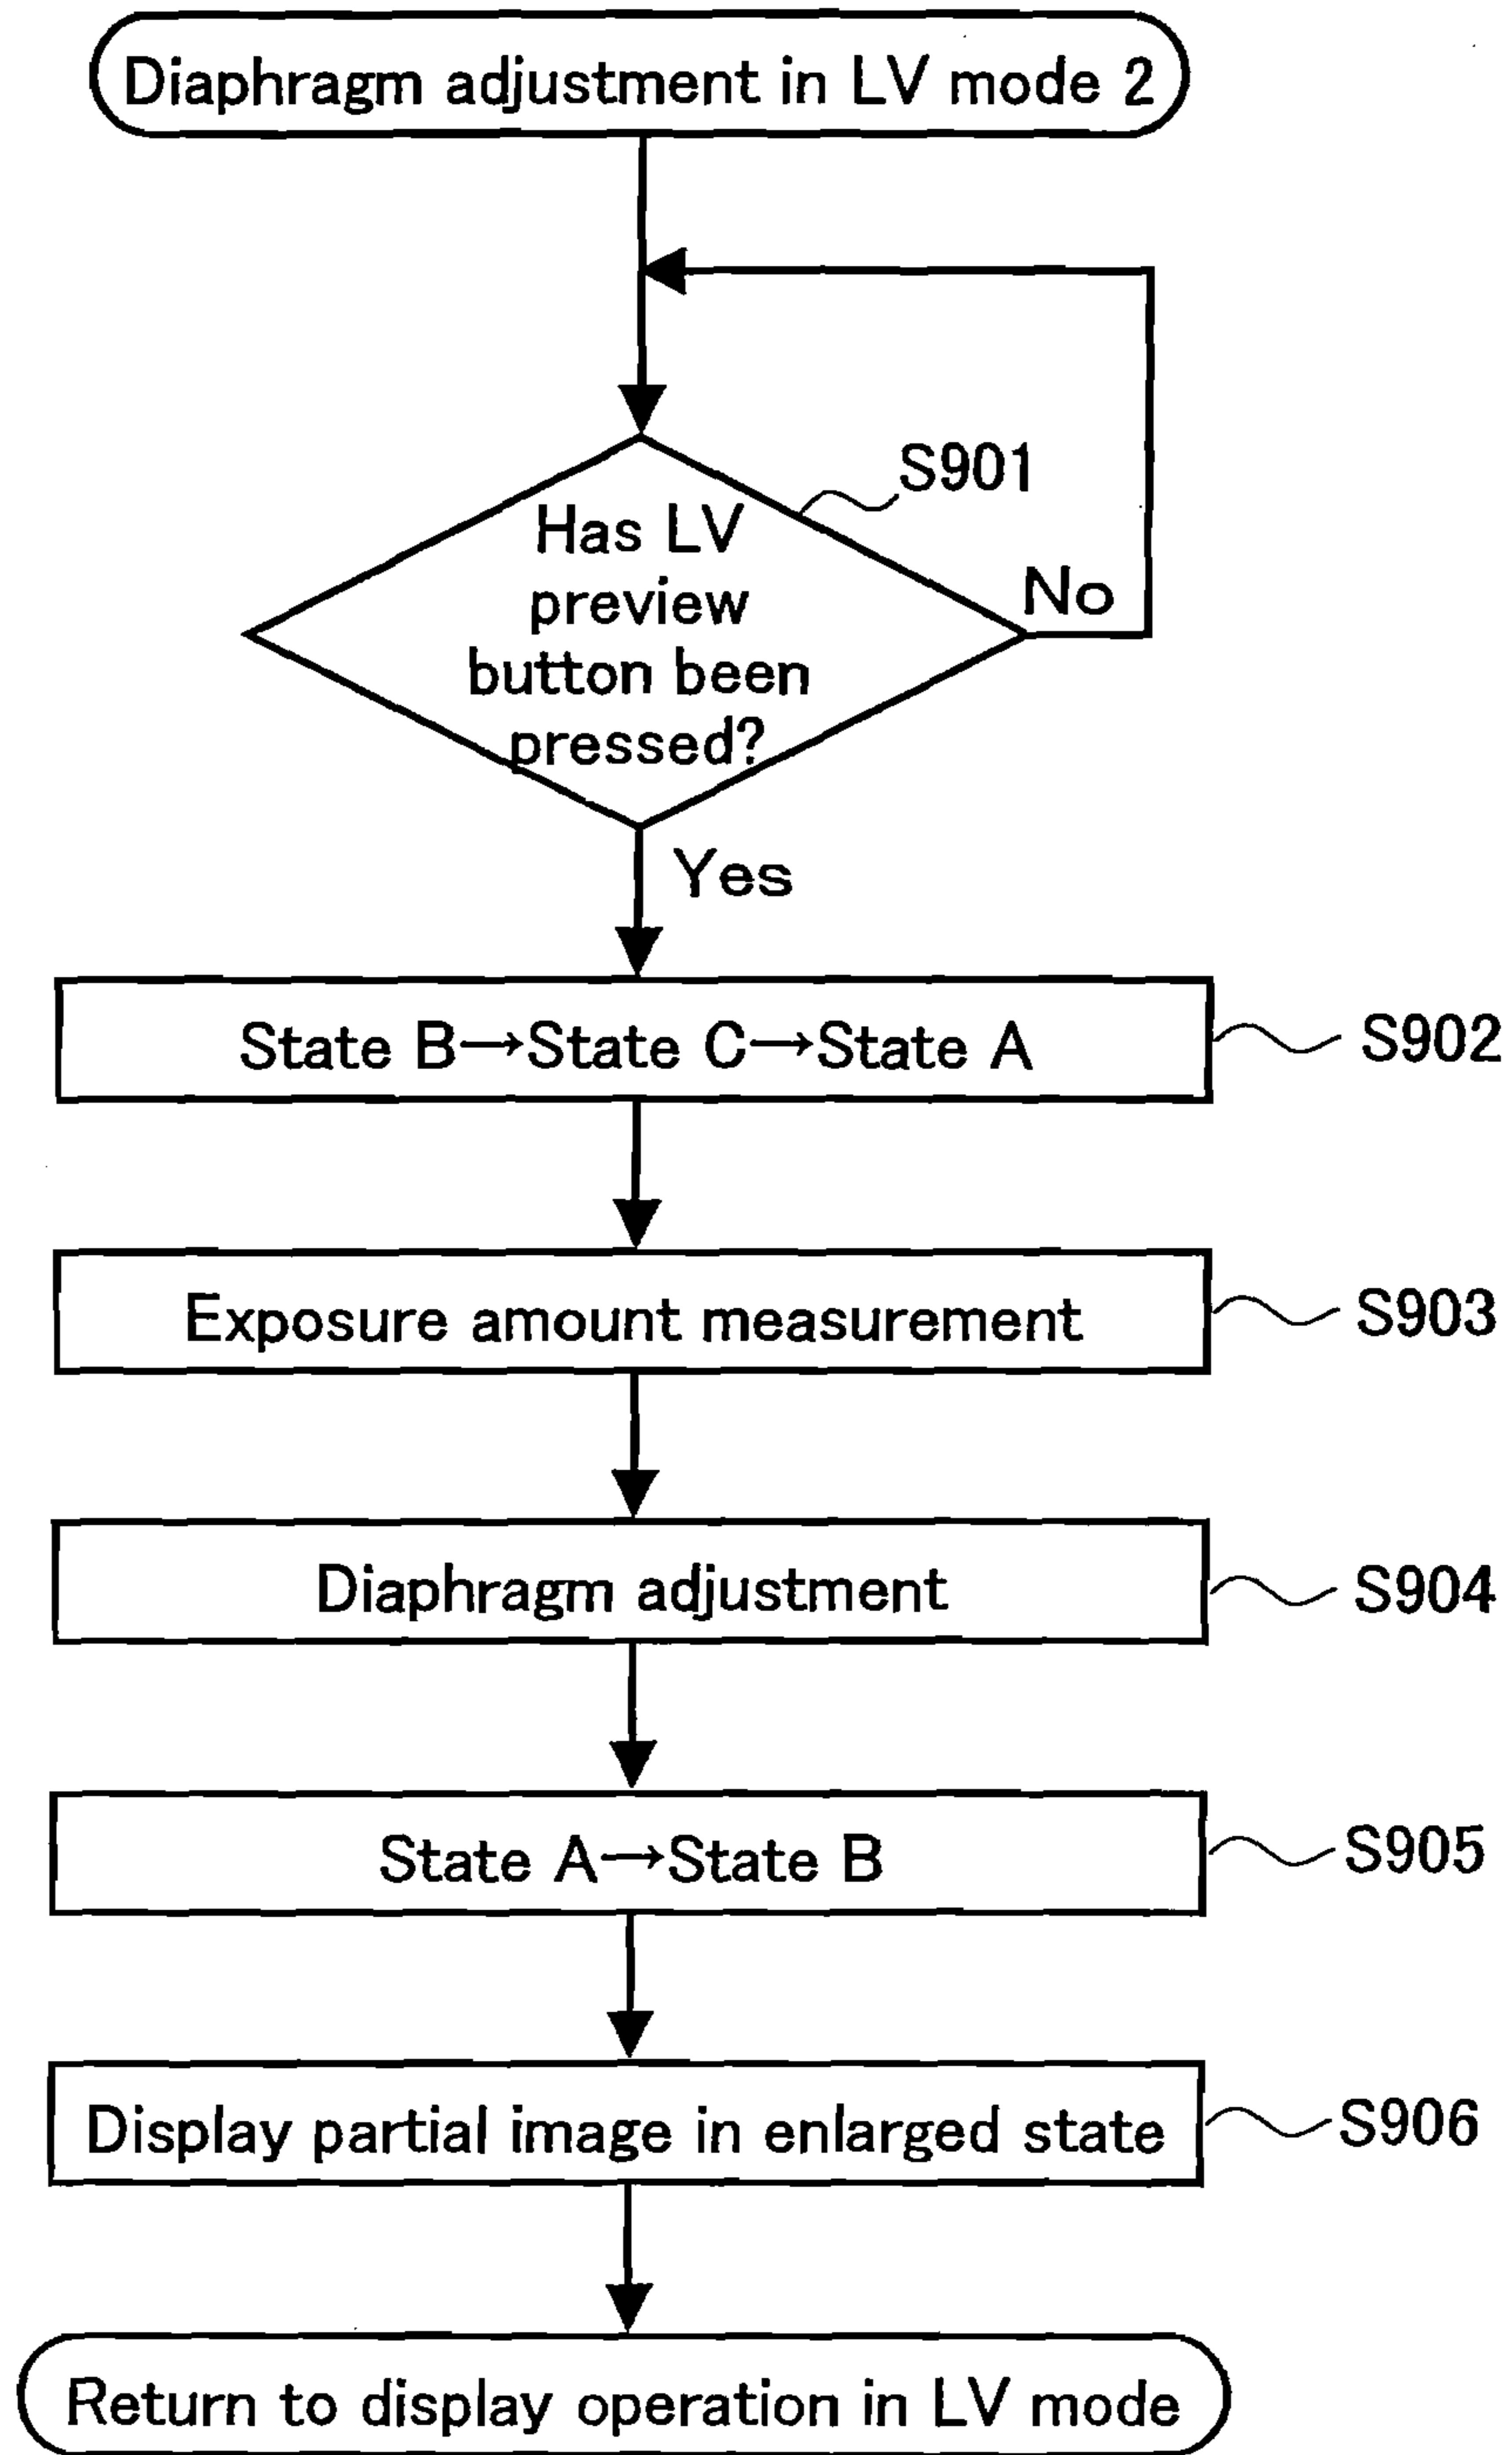 Diaphragm adjustment in LV mode 2
S901
Has LV
preview
button been
pressed?
No
Yes
State B→State C→State A
S902
Exposure amount measurement
S903
Diaphragm adjustment
S904
State A→State B
S905
Display partial image in enlarged state
S906
Return to display operation in LV mode